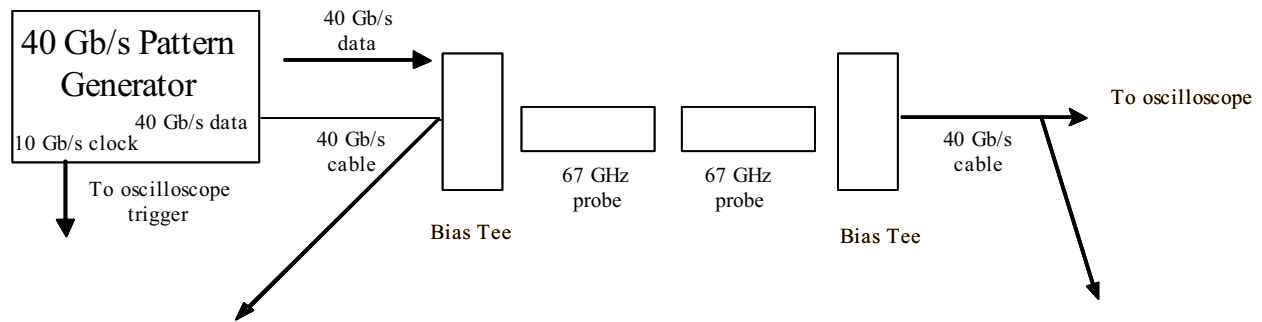 40 Gb/s Pattern
Generator
40 Gb/s data
10 Gb/s clock
To oscilloscope
trigger
40 Gb/s
data
40 Gb/s
cable
Bias Tee
67 GHz
probe
67 GHz
probe
Bias Tee
40 Gb/s
cable
To oscilloscope